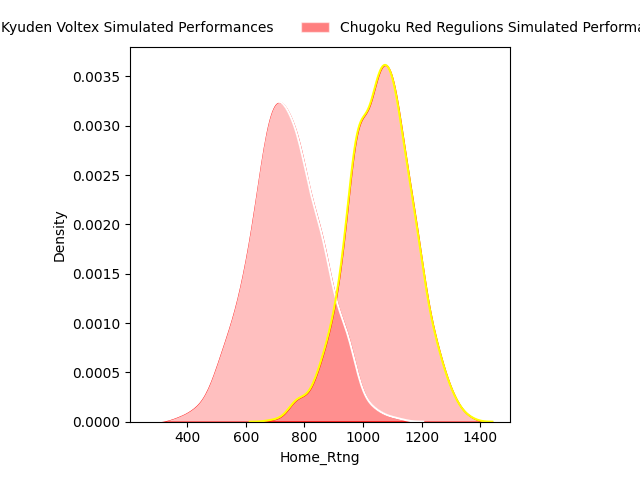 Kyuden Voltex Simulated Performances
Chugoku Red Regulions Simulated
0.0035
0.0030
0.0025
0.0020
0.0015
0.0010
0.0005
0.0000
Density
400 600 800 1000 1200 1400
Home_Rtng